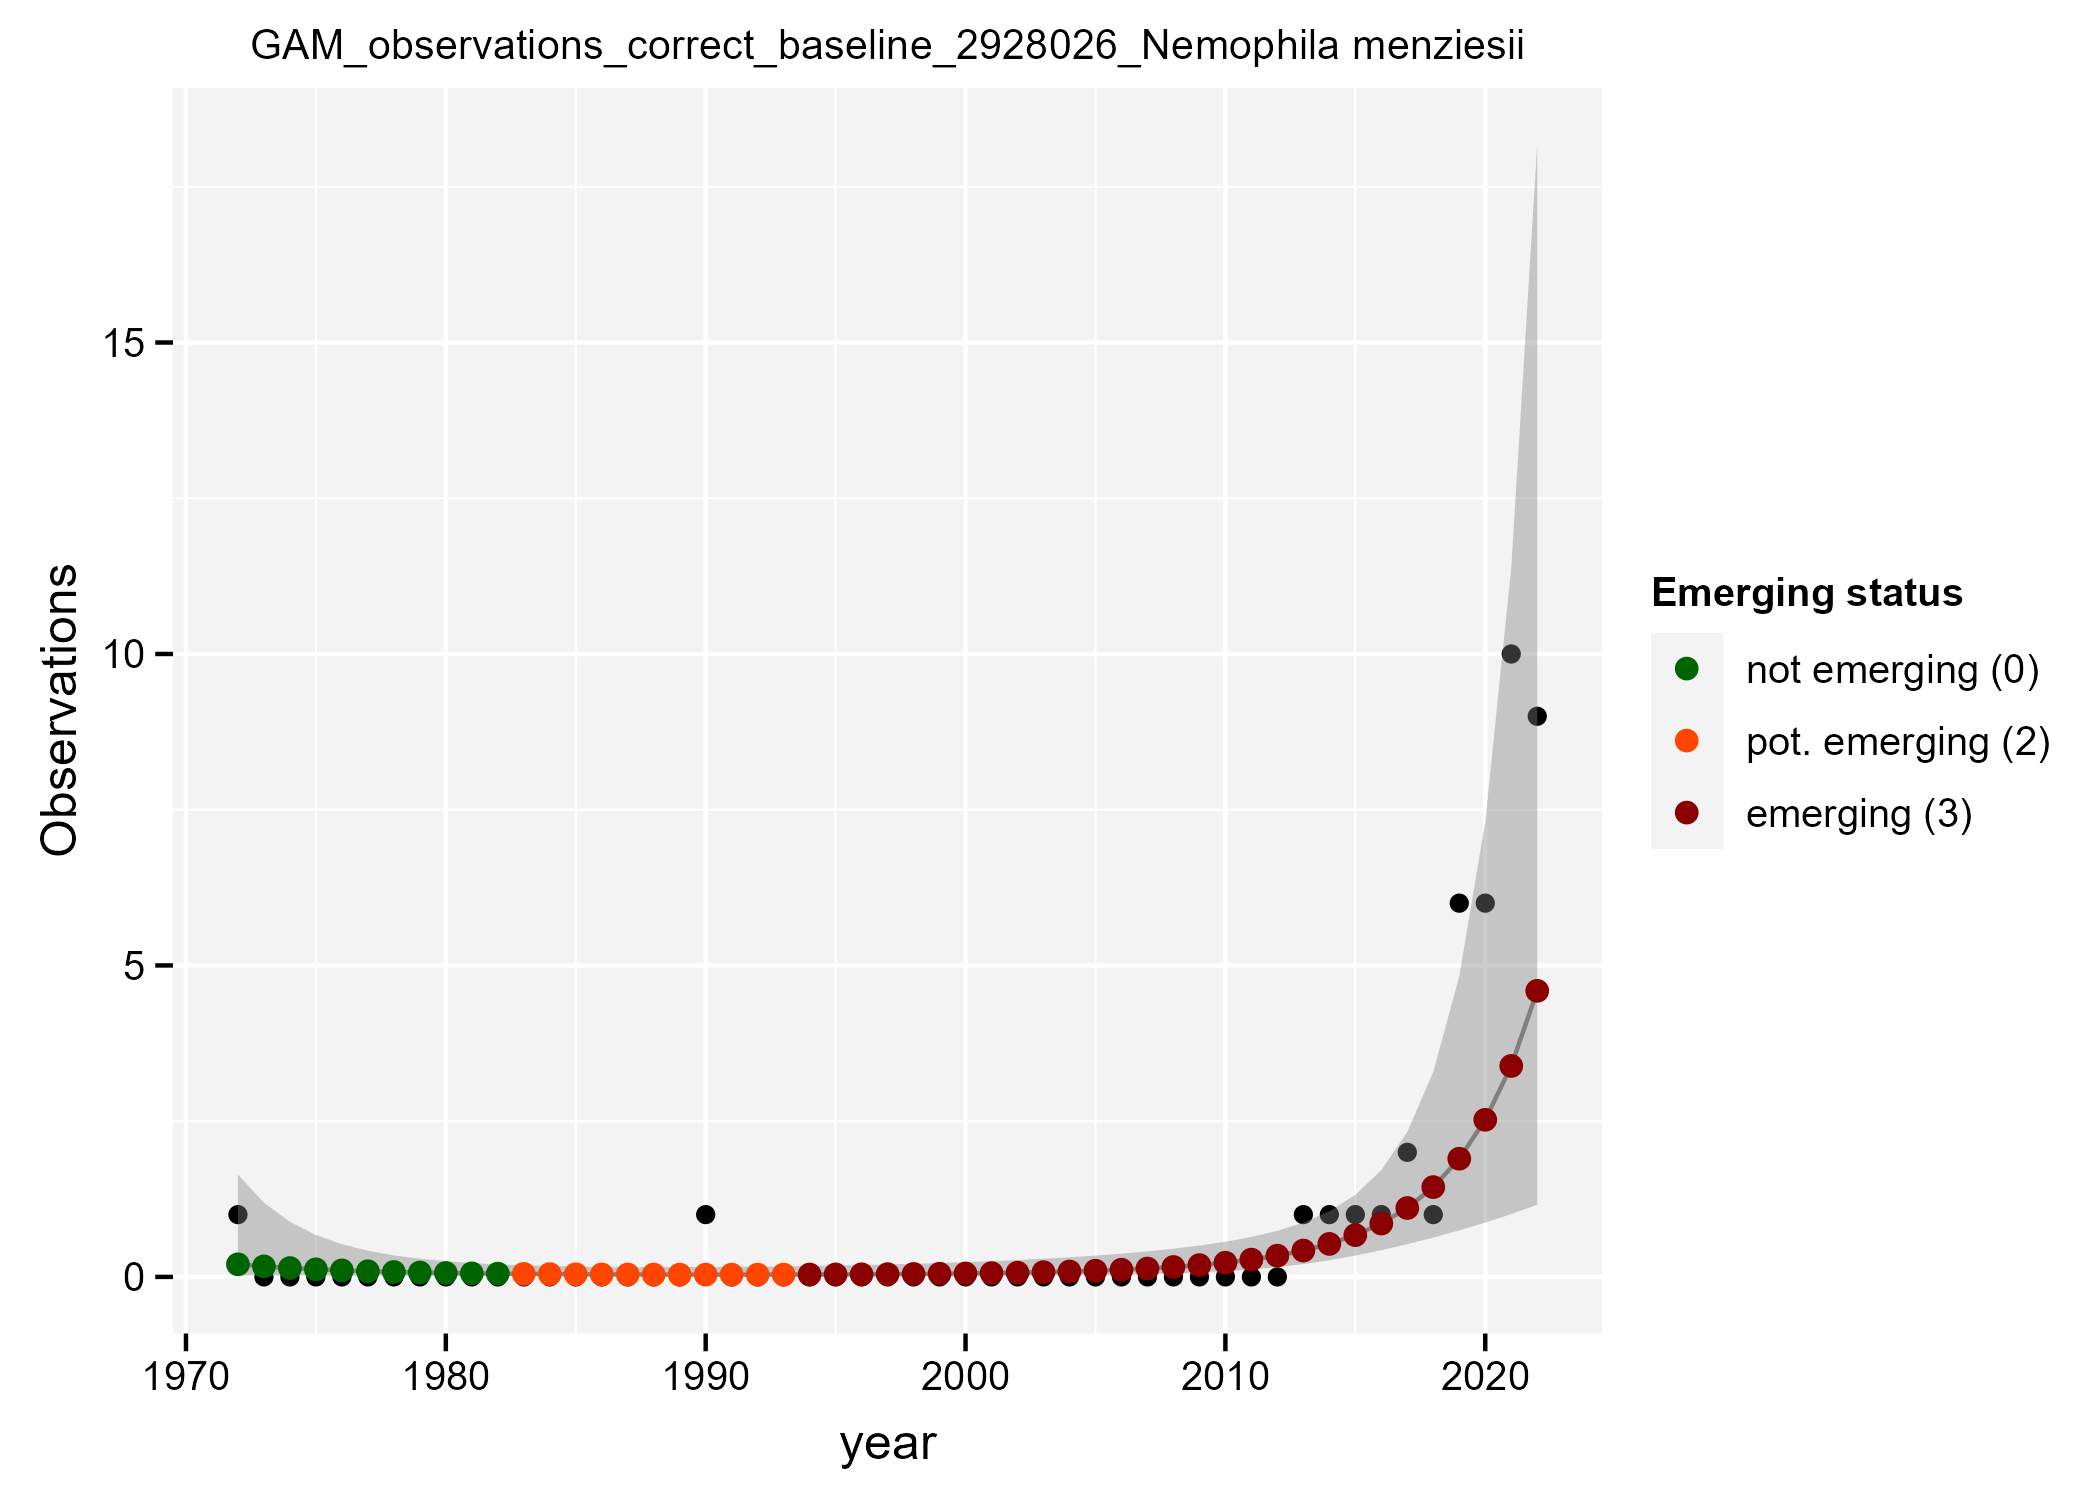 GAM_observations_correct_baseline_2928026_Nemophila menziesii
Observations
15
10
5
0
1970 1980 1990 2000 2010 2020
year
Emerging status
not emerging (0)
pot. emerging (2)
emerging (3)